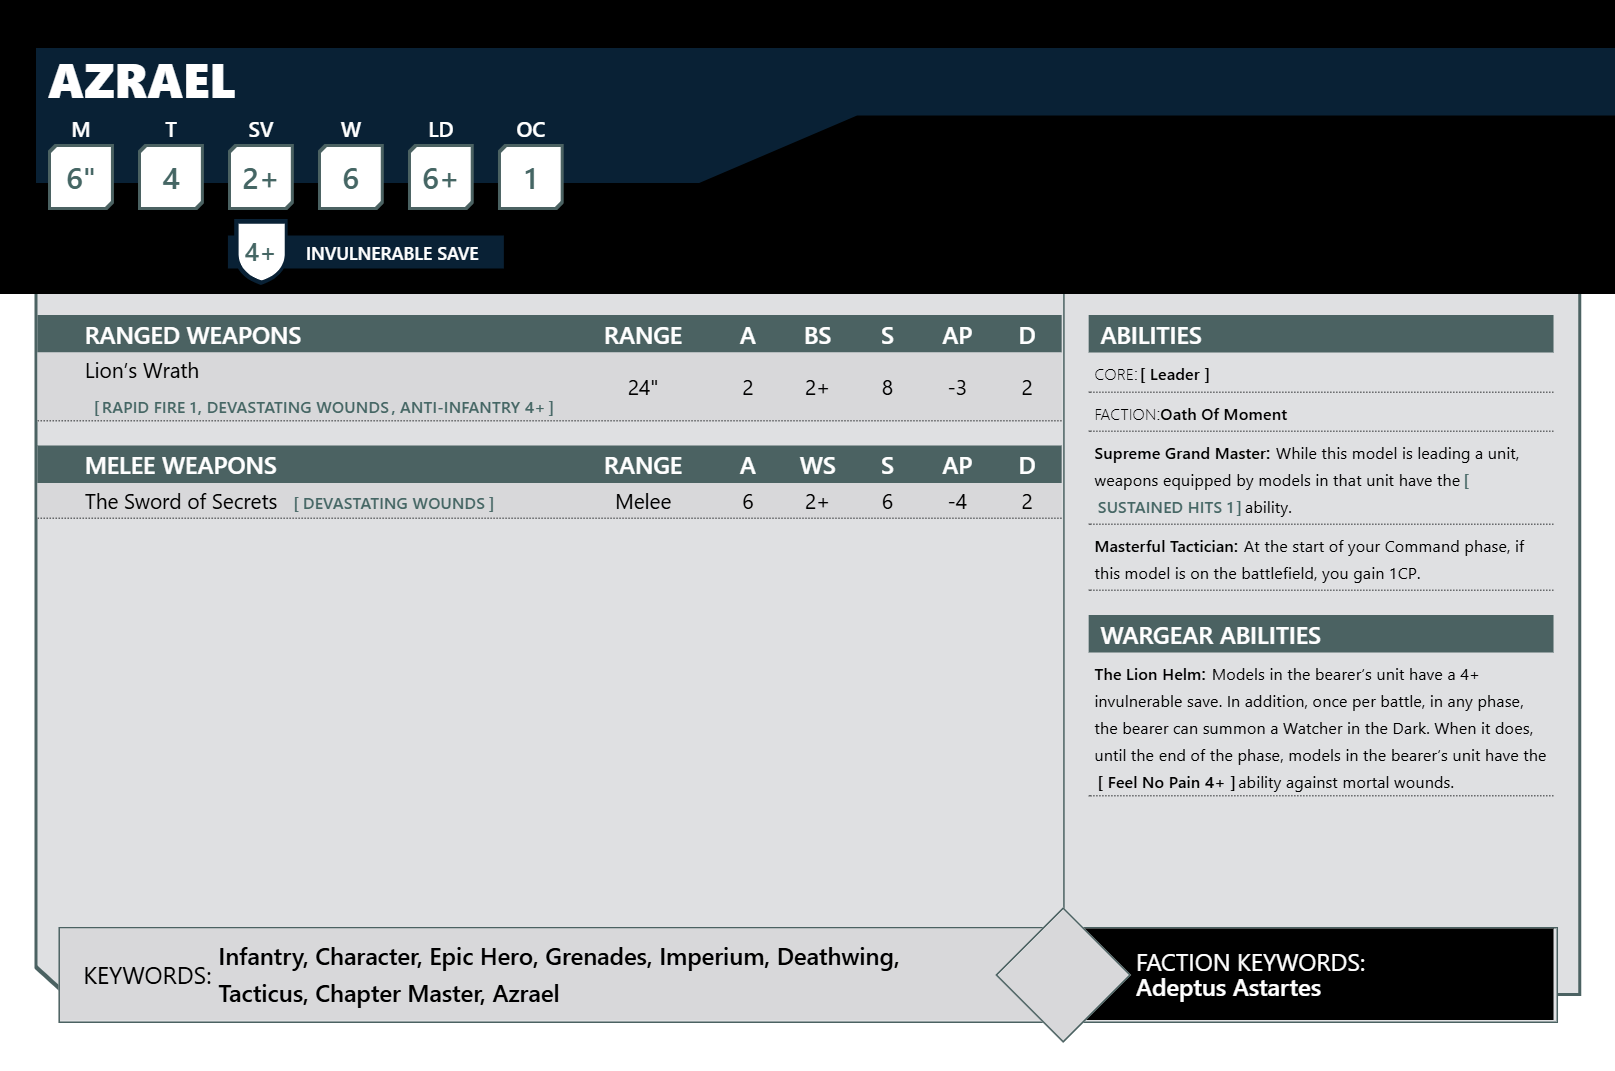 AZRAEL
M T SV W LD OC
6" 4 2+ 6 6+ 1
4+ INVULNERABLE SAVE
RANGED WEAPONS RANGE A BS S AP D
Lion’s Wrath
24" 2 2+ 8 -3 2
[ RAPID FIRE 1, DEVASTATING WOUNDS , ANTI-INFANTRY 4+ ]
MELEE WEAPONS RANGE A WS S AP D
The Sword of Secrets [ DEVASTATING WOUNDS ] Melee 6 2+ 6 -4 2
ABILITIES
CORE: [ Leader ]
FACTION:Oath Of Moment
Supreme Grand Master: While this model is leading a unit,
weapons equipped by models in that unit have the [
SUSTAINED HITS 1 ] ability.
Masterful Tactician: At the start of your Command phase, if
this model is on the battlefield, you gain 1CP.
WARGEAR ABILITIES
The Lion Helm: Models in the bearer’s unit have a 4+
invulnerable save. In addition, once per battle, in any phase,
the bearer can summon a Watcher in the Dark. When it does,
until the end of the phase, models in the bearer’s unit have the
[ Feel No Pain 4+ ] ability against mortal wounds.
KEYWORDS: Infantry, Character, Epic Hero, Grenades, Imperium, Deathwing,
Tacticus, Chapter Master, Azrael
FACTION KEYWORDS:
Adeptus Astartes